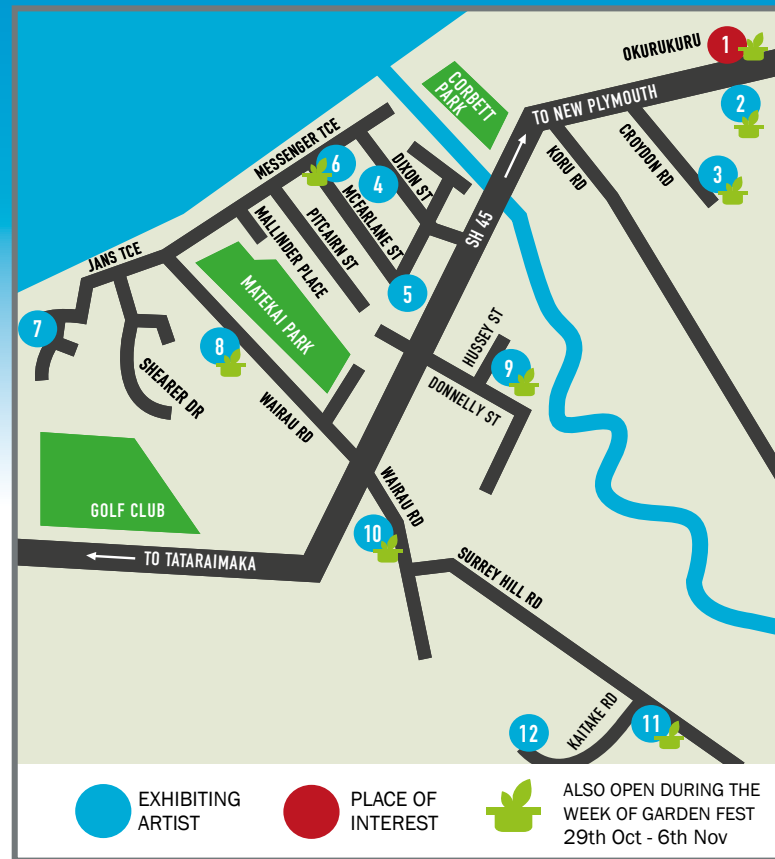 OKURUKURU
1
TO NEW PLYMOUTH
2
CORBETT
PARK
KORU RD
CROYDON RD
3
MESSENGER TCE
6
4
DIXON ST
MCFARLANE ST
PITCAIRN ST
MALLINDER PLACE
SH 45
5
JANS TCE
MATEKAI PARK
7
8
SHEARER DR
WAIRAU RD
HUSSEY ST
9
DONNELLY ST
GOLF CLUB
WAIRAU RD
10
TO TATARAIMAKA
SURREY HILL RD
KAITAKE RD
11
12
EXHIBITING
ARTIST
PLACE OF
INTEREST
ALSO OPEN DURING THE
WEEK OF GARDEN FEST
29th Oct - 6th Nov